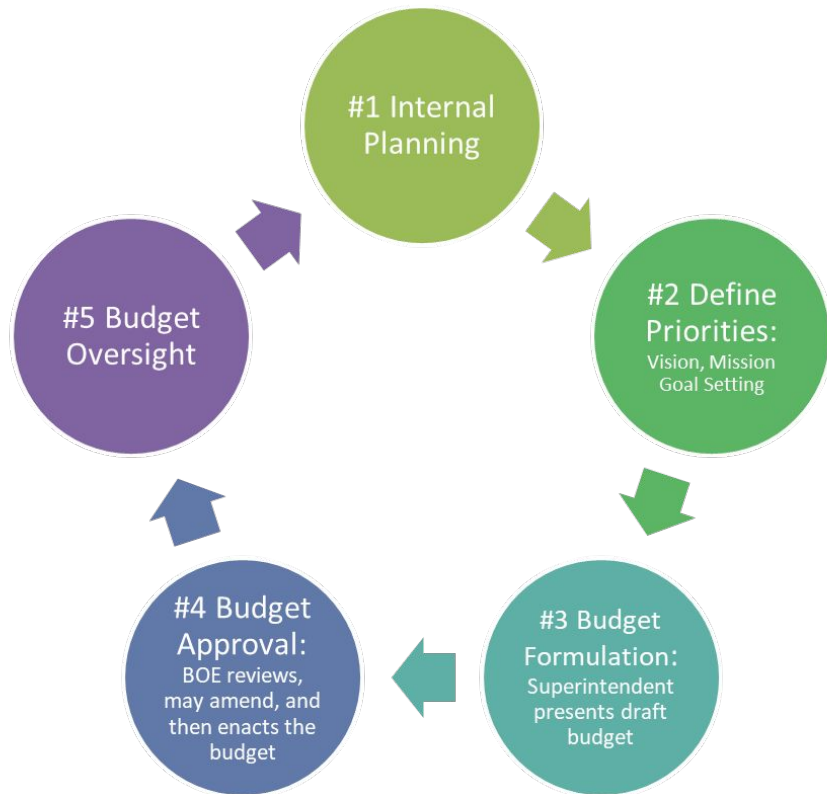 #1 Internal
Planning
#2 Define
Priorities:
Vision, Mission
Goal Setting
#3 Budget
Formulation:
Superintendent
presents draft
budget
#4 Budget
Approval:
BOE reviews,
may amend, and
then enacts the
budget
#5 Budget
Oversight